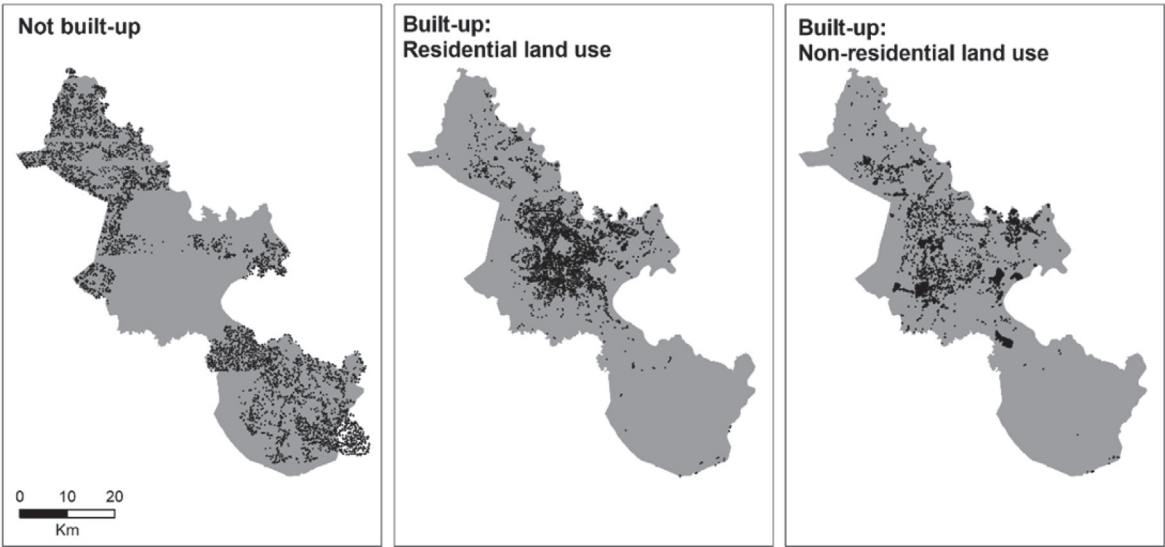 Not built-up
Built-up:
Residential land use
Built-up:
Non-residential land use
0 10 20
Km